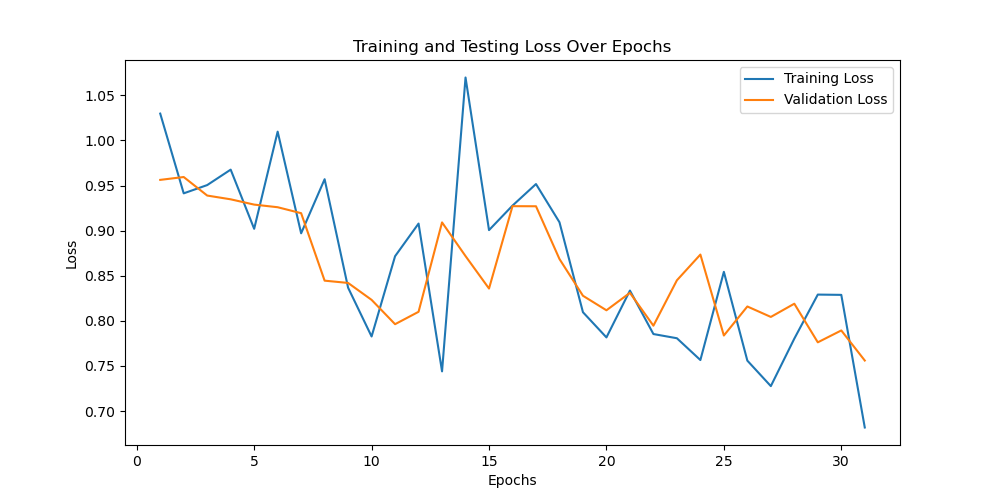 Training and Testing Loss Over Epochs
Training Loss
Validation Loss
1.05
1.00
0.95
0.90
0.85
0.80
0.75
0.70
Loss
0 5 10 15 20 25 30
Epochs